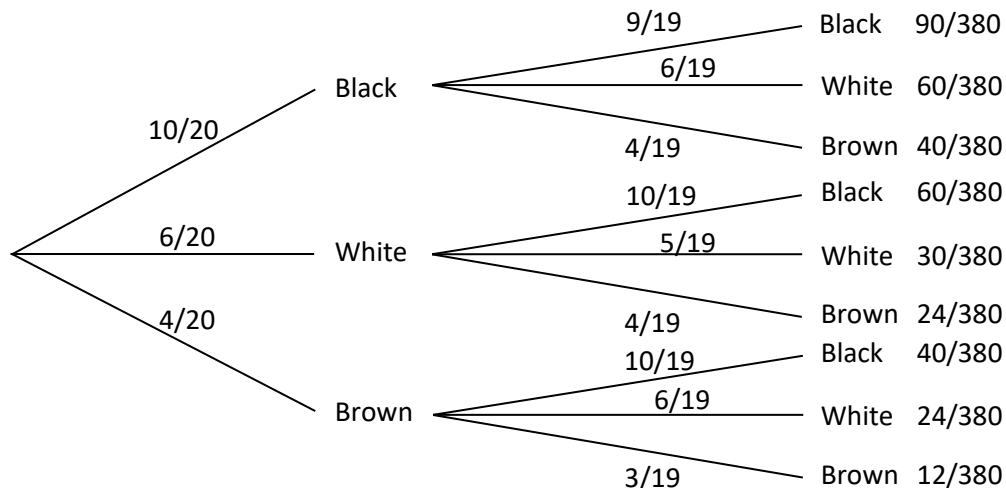 9/19
Black 90/380
6/19
White 60/380
Black
10/20
4/19
Brown 40/380
10/19
Black 60/380
6/20
White
5/19
White 30/380
4/20
4/19
Brown 24/380
10/19
Black 40/380
6/19
White 24/380
Brown
3/19
Brown 12/380